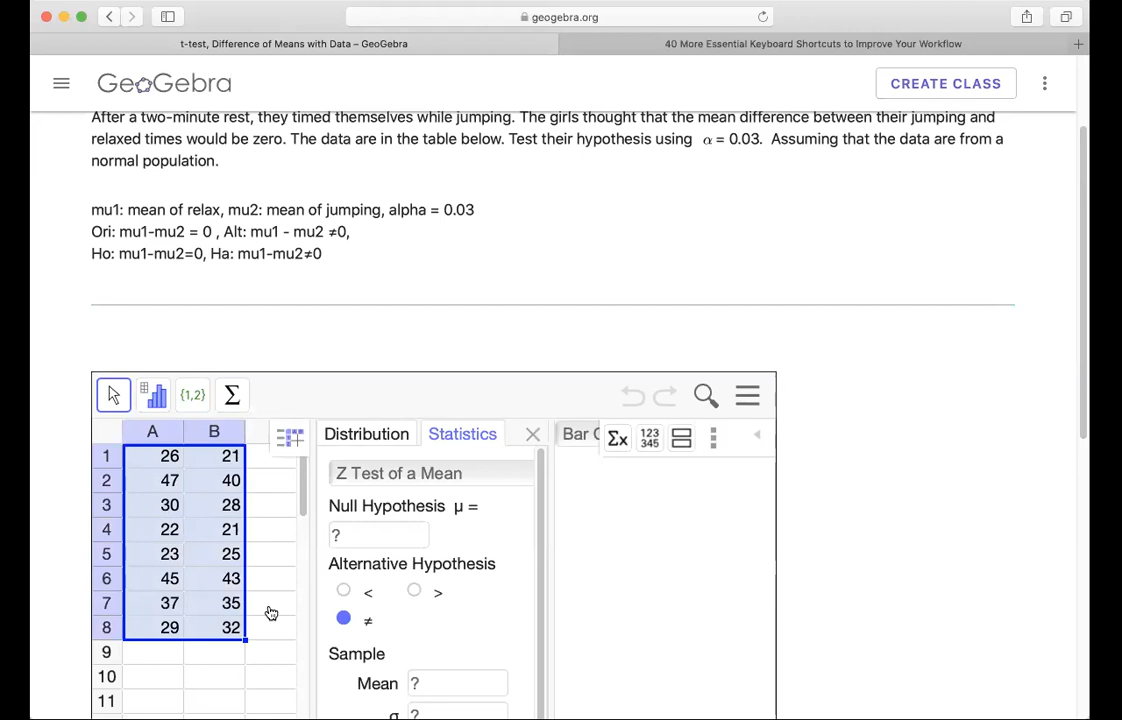 geogebra.org
t-test, Difference of Means with Data – GeoGebra
40 More Essential Keyboard Shortcuts to Improve Your Workflow
GeoGebra
CREATE CLASS
After a two-minute rest, they timed themselves while jumping. The girls thought that the mean difference between their jumping and
relaxed times would be zero. The data are in the table below. Test their hypothesis using α = 0.03. Assuming that the data are from a
normal population.
mu1: mean of relax, mu2: mean of jumping, alpha = 0.03
Ori: mu1-mu2 = 0 , Alt: mu1 - mu2 ≠0,
Ho: mu1-mu2=0, Ha: mu1-mu2≠0
{1,2} Σ
A B
Distribution Statistics
Bar
Σx 123 345
1 26 21
2 47 40
3 30 28
4 22 21
5 23 25
6 45 43
7 37 35
8 29 32
9
10
11
Z Test of a Mean
Null Hypothesis μ =
?
Alternative Hypothesis
< >
≠
Sample
Mean ?
σ ?